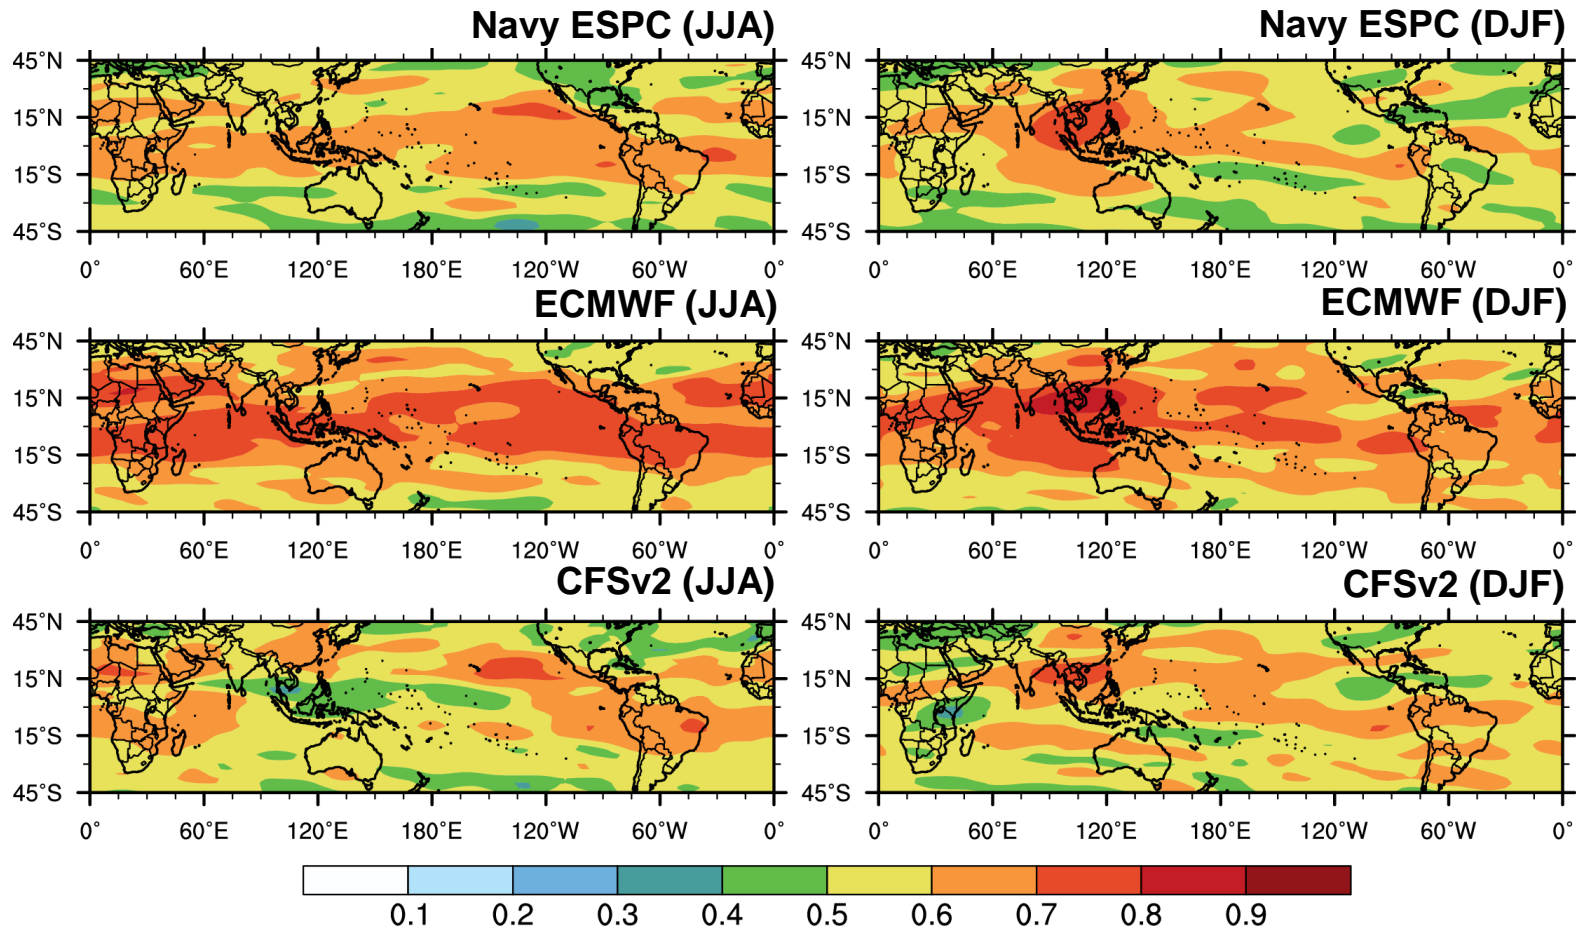 Navy ESPC (JJA)
45°N
15°N
15°S
45°S
0° 60°E 120°E 180°E 120°W 60°W 0°
Navy ESPC (DJF)
45°N
15°N
15°S
45°S
0° 60°E 120°E 180°E 120°W 60°W 0°
ECMWF (JJA)
45°N
15°N
15°S
45°S
0° 60°E 120°E 180°E 120°W 60°W 0°
ECMWF (DJF)
45°N
15°N
15°S
45°S
0° 60°E 120°E 180°E 120°W 60°W 0°
CFSv2 (JJA)
45°N
15°N
15°S
45°S
0° 60°E 120°E 180°E 120°W 60°W 0°
CFSv2 (DJF)
45°N
15°N
15°S
45°S
0° 60°E 120°E 180°E 120°W 60°W 0°
0.1 0.2 0.3 0.4 0.5 0.6 0.7 0.8 0.9